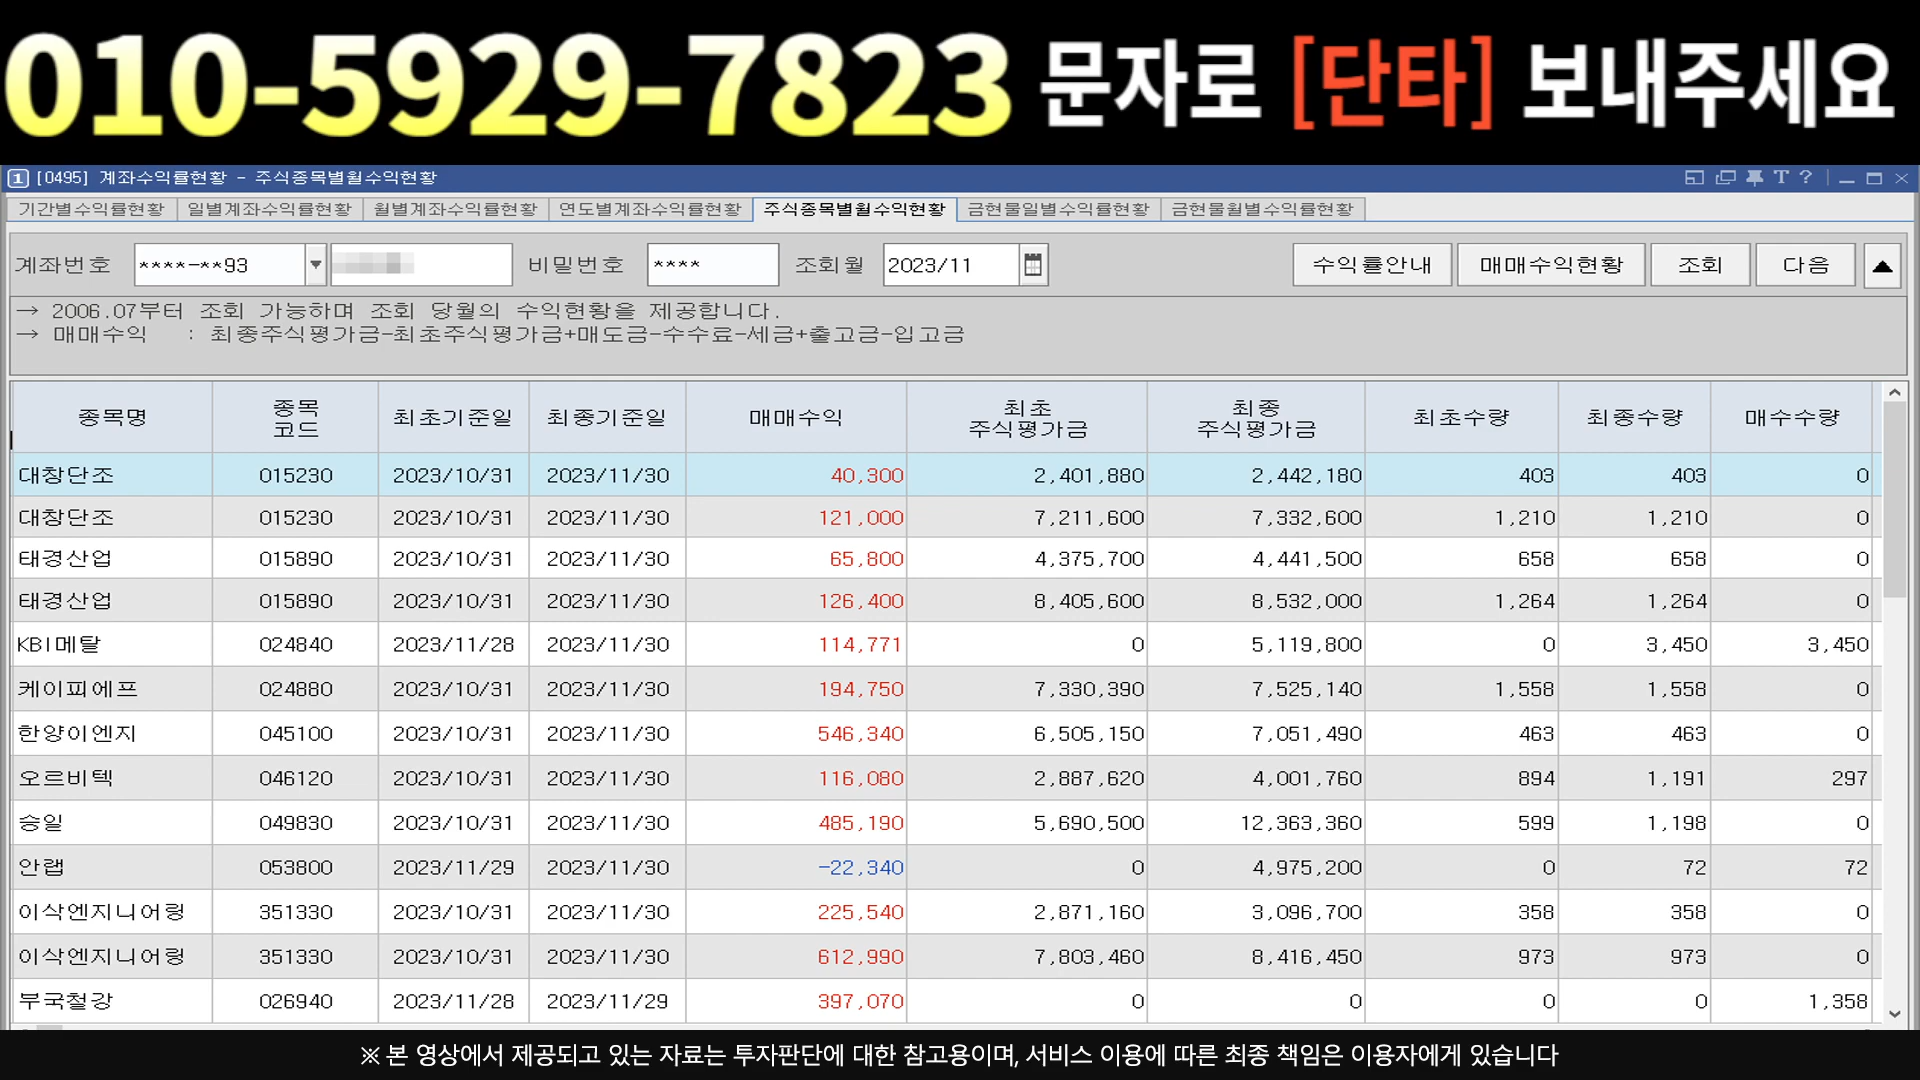 010-5929-7823 문자로 [단타] 보내주세요
1 [0495] 계좌수익률현황 - 주식종목별월수익현황
기간별수익률현황 일별계좌수익률현황 월별계좌수익률현황 연도별계좌수익률현황 주식종목별월수익현황 금현물일별수익률현황 금현물월별수익률현황
계좌번호 ****-**93 비밀번호 **** 조회월 2023/11 수익률안내 매매수익현황 조회 다음
→ 2006.07부터 조회 가능하며 조회 당월의 수익현황을 제공합니다.
→ 매매수익 : 최종주식평가금-최초주식평가금+매도금-수수료-세금+출고금-입고금
종목명 종목코드 최초기준일 최종기준일 매매수익 최초주식평가금 최종주식평가금 최초수량 최종수량 매수수량
대창단조 015230 2023/10/31 2023/11/30 40,300 2,401,880 2,442,180 403 403 0
대창단조 015230 2023/10/31 2023/11/30 121,000 7,211,600 7,332,600 1,210 1,210 0
태경산업 015890 2023/10/31 2023/11/30 65,800 4,375,700 4,441,500 658 658 0
태경산업 015890 2023/10/31 2023/11/30 126,400 8,405,600 8,532,000 1,264 1,264 0
KBI메탈 024840 2023/11/28 2023/11/30 114,771 0 5,119,800 0 3,450 3,450
케이피에프 024880 2023/10/31 2023/11/30 194,750 7,330,390 7,525,140 1,558 1,558 0
한양이엔지 045100 2023/10/31 2023/11/30 546,340 6,505,150 7,051,490 463 463 0
오르비텍 046120 2023/10/31 2023/11/30 116,080 2,887,620 4,001,760 894 1,191 297
승일 049830 2023/10/31 2023/11/30 485,190 5,690,500 12,363,360 599 1,198 0
안랩 053800 2023/11/29 2023/11/30 -22,340 0 4,975,200 0 72 72
이삭엔지니어링 351330 2023/10/31 2023/11/30 225,540 2,871,160 3,096,700 358 358 0
이삭엔지니어링 351330 2023/10/31 2023/11/30 612,990 7,803,460 8,416,450 973 973 0
부국철강 026940 2023/11/28 2023/11/29 397,070 0 0 0 0 1,358
※ 본 영상에서 제공되고 있는 자료는 투자판단에 대한 참고용이며, 서비스 이용에 따른 최종 책임은 이용자에게 있습니다